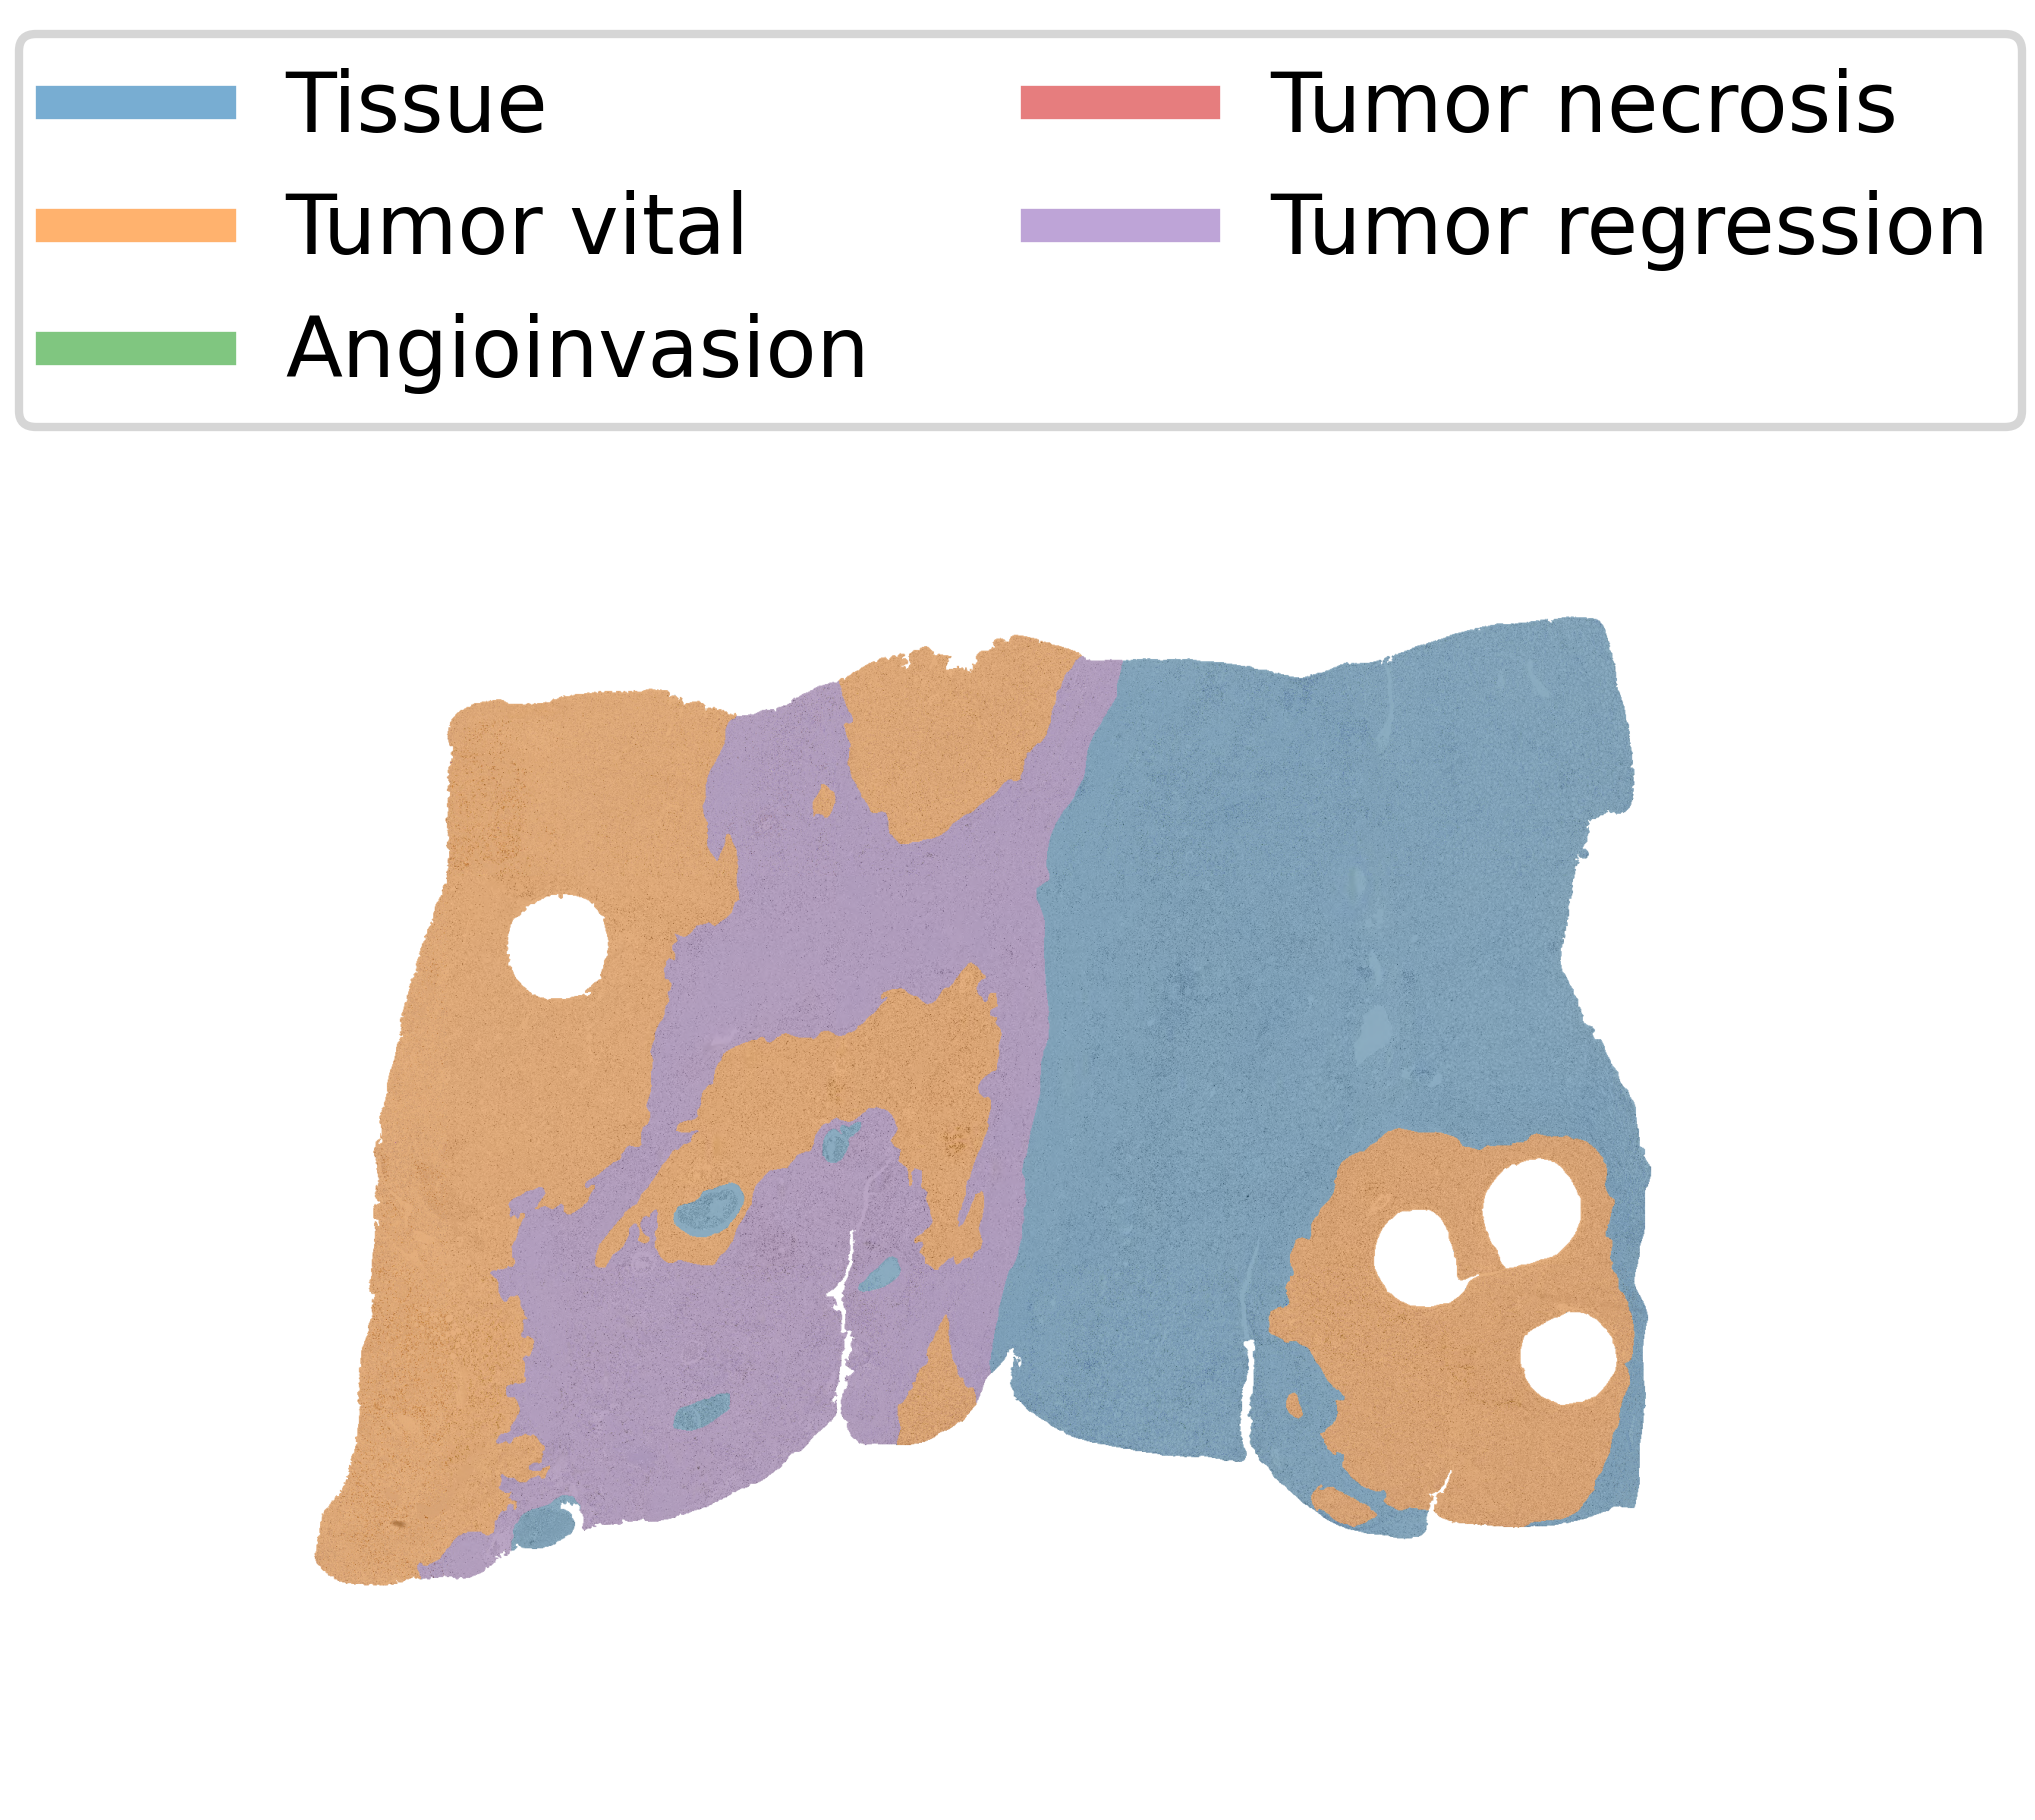 Tissue
Tumor vital
Angioinvasion
Tumor necrosis
Tumor regression